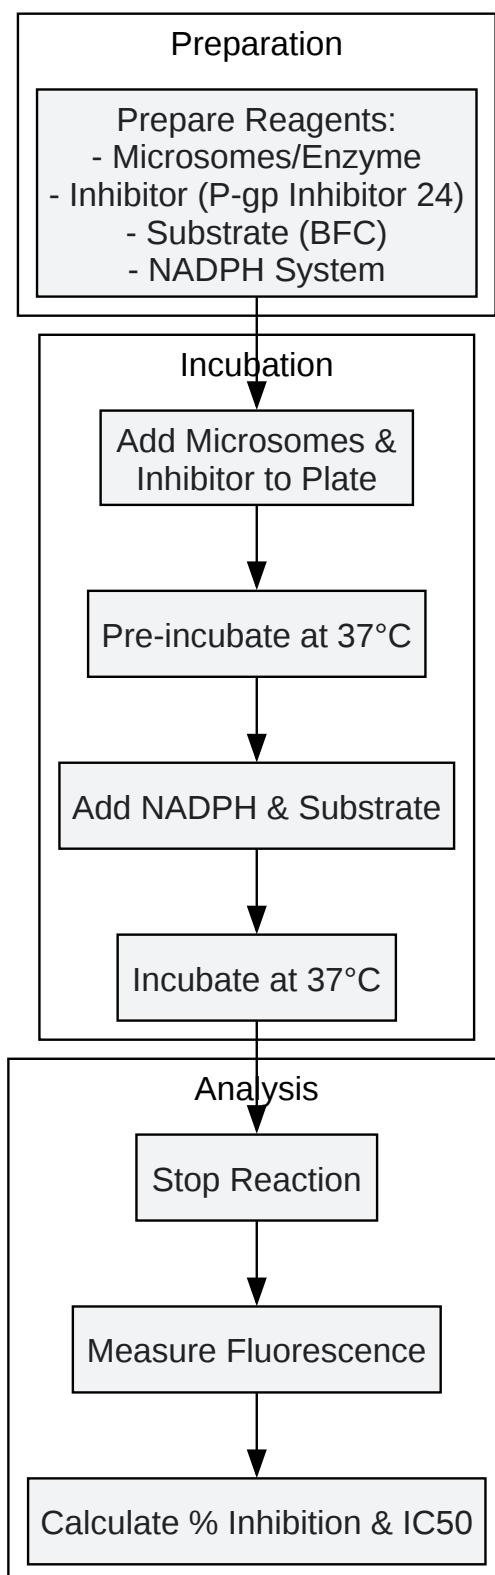 Preparation
Prepare Reagents:
- Microsomes/Enzyme
- Inhibitor (P-gp Inhibitor 24)
- Substrate (BFC)
- NADPH System
Incubation
Add Microsomes &
Inhibitor to Plate
Pre-incubate at 37°C
Add NADPH & Substrate
Incubate at 37°C
Analysis
Stop Reaction
Measure Fluorescence
Calculate % Inhibition & IC50